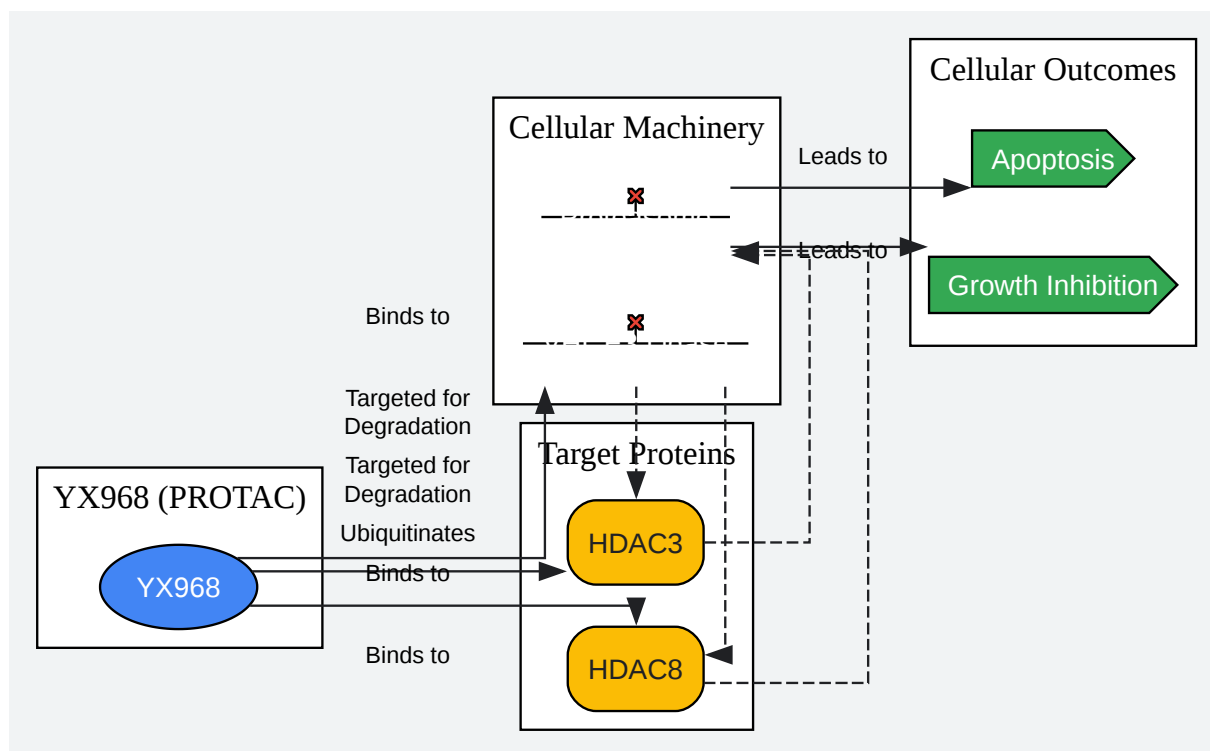 Cellular Outcomes
Apoptosis
Growth Inhibition
Cellular Machinery
Leads to
Leads to
Binds to
Targeted for
Degradation
Targeted for
Degradation
Ubiquitinates
Binds to
Binds to
Target Proteins
HDAC3
HDAC8
YX968 (PROTAC)
YX968